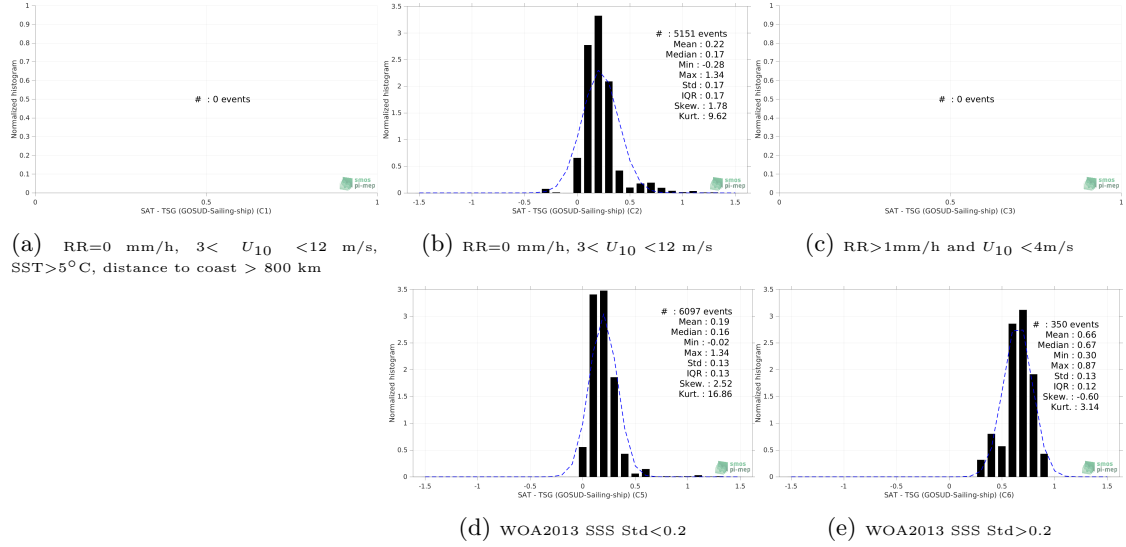 1
0.9
0.8
0.7
0.6
0.5
0.4
0.3
0.2
0.1
0
Normalized histogram
# : 0 events
smos
pi-mep
0 0.5 1
SAT - TSG (GOSUD-Sailing-ship) (C1)
(a) RR=0 mm/h, 3< U10 <12 m/s,
SST>5°C, distance to coast > 800 km
3.5
3
2.5
2
1.5
1
0.5
0
Normalized histogram
# : 5151 events
Mean : 0.22
Median : 0.17
Min : -0.28
Max : 1.34
Std : 0.17
IQR : 0.17
Skew. : 1.78
Kurt. : 9.62
smos
pi-mep
-1.5 -1 -0.5 0 0.5 1 1.5
SAT - TSG (GOSUD-Sailing-ship) (C2)
(b) RR=0 mm/h, 3< U10 <12 m/s
1
0.9
0.8
0.7
0.6
0.5
0.4
0.3
0.2
0.1
0
Normalized histogram
# : 0 events
smos
pi-mep
0 0.5 1
SAT - TSG (GOSUD-Sailing-ship) (C3)
(c) RR>1mm/h and U10 <4m/s
3.5
3
2.5
2
1.5
1
0.5
0
Normalized histogram
# : 6097 events
Mean : 0.19
Median : 0.16
Min : -0.02
Max : 1.34
Std : 0.13
IQR : 0.13
Skew. : 2.52
Kurt. : 16.86
smos
pi-mep
-1.5 -1 -0.5 0 0.5 1 1.5
SAT - TSG (GOSUD-Sailing-ship) (C5)
(d) WOA2013 SSS Std<0.2
3.5
3
2.5
2
1.5
1
0.5
0
Normalized histogram
# : 350 events
Mean : 0.66
Median : 0.67
Min : 0.30
Max : 0.87
Std : 0.13
IQR : 0.12
Skew. : -0.60
Kurt. : 3.14
smos
pi-mep
-1.5 -1 -0.5 0 0.5 1 1.5
SAT - TSG (GOSUD-Sailing-ship) (C6)
(e) WOA2013 SSS Std>0.2